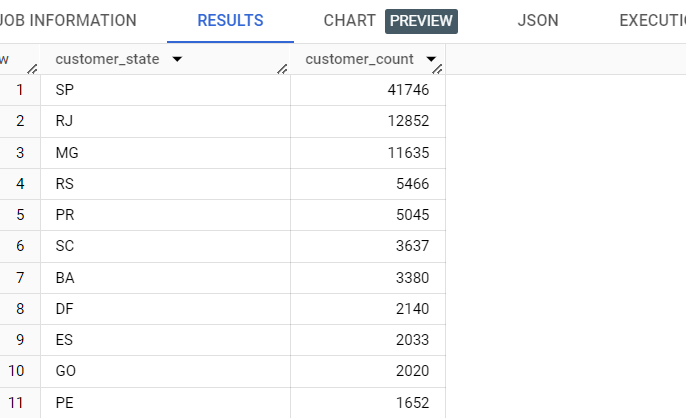 JOB INFORMATION RESULTS CHART PREVIEW JSON EXECUTI
w customer_state customer_count
1 SP 41746
2 RJ 12852
3 MG 11635
4 RS 5466
5 PR 5045
6 SC 3637
7 BA 3380
8 DF 2140
9 ES 2033
10 GO 2020
11 PE 1652